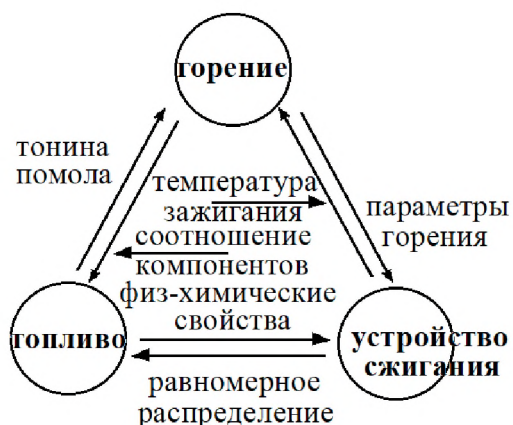 горение
тонина
помола
температура
зажигания
параметры
горения
соотношение
компонентов
физ-химические
свойства
топливо
устройство
сжигания
равномерное
распределение